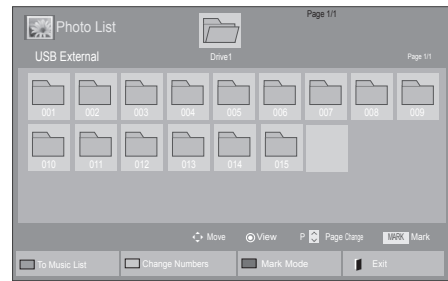 Photo List
Page 1/1
USB External
Drive1
Page 1/1
001 002 003 004 005 006 007 008 009
010 011 012 013 014 015
Move View P Page Change MARK Mark
To Music List Change Numbers Mark Mode Exit